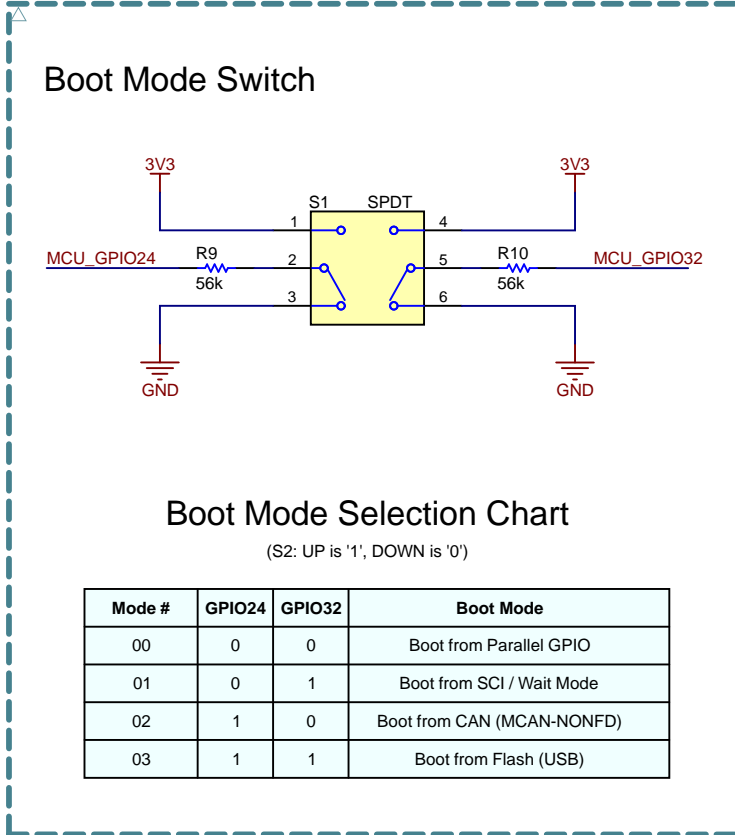 Boot Mode Switch
3V3 3V3
S1 SPDT
1 4
MCU_GPIO24 R9 2 5 R10 MCU_GPIO32
56k 56k
3 6
GND GND
Boot Mode Selection Chart
(S2: UP is '1', DOWN is '0')
Mode # GPIO24 GPIO32 Boot Mode
00 0 0 Boot from Parallel GPIO
01 0 1 Boot from SCI / Wait Mode
02 1 0 Boot from CAN (MCAN-NONFD)
03 1 1 Boot from Flash (USB)